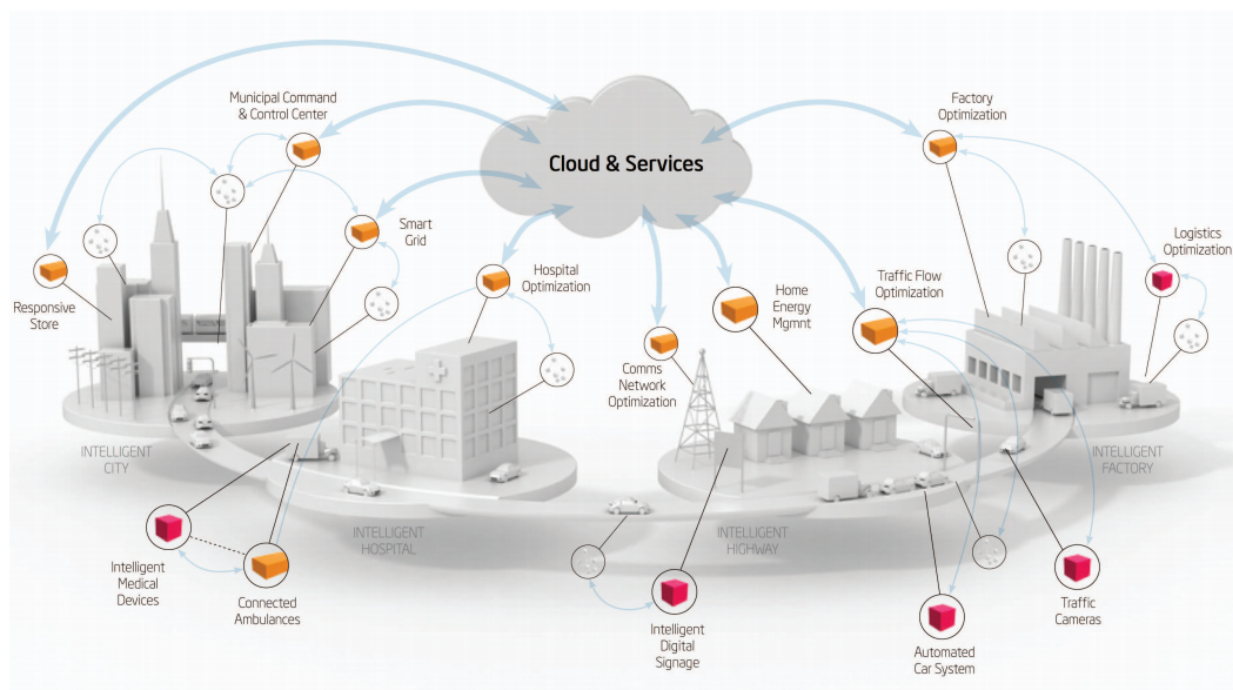 Municipal Command
& Control Center
Factory
Optimization
Cloud & Services
Smart
Grid
Logistics
Optimization
Hospital
Optimization
Traffic Flow
Optimization
Home
Energy
Mgmnt
Responsive
Store
Comms
Network
Optimization
INTELLIGENT
CITY
INTELLIGENT
FACTORY
INTELLIGENT
HOSPITAL
INTELLIGENT
HIGHWAY
Intelligent
Medical
Devices
Connected
Ambulances
Intelligent
Digital
Signage
Automated
Car System
Traffic
Cameras